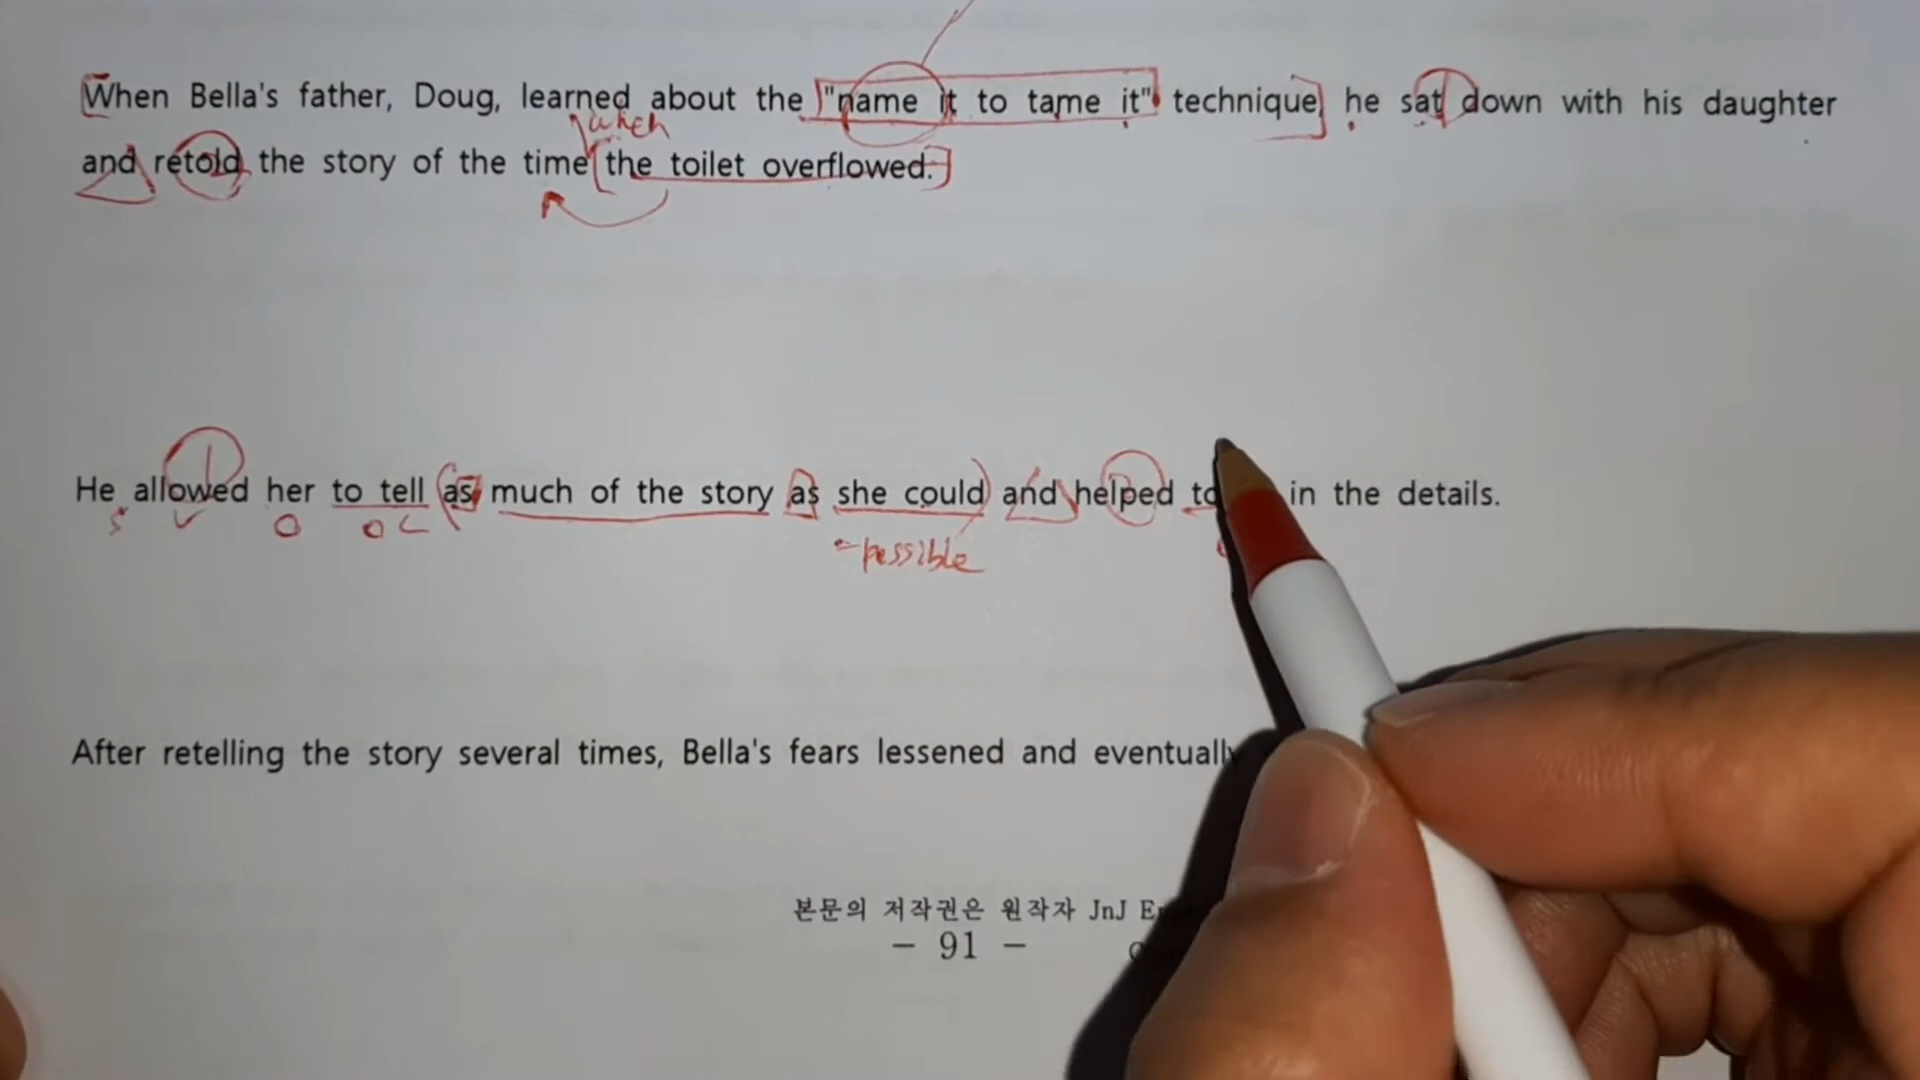 When Bella's father, Doug, learned about the "name it to tame it" technique, he sat down with his daughter
when
and retold the story of the time the toilet overflowed.
He allowed her to tell as much of the story as she could and helped to in the details.
S V O O C
=possible
After retelling the story several times, Bella's fears lessened and eventually
본문의 저작권은 원작자 JnJ
- 91 -